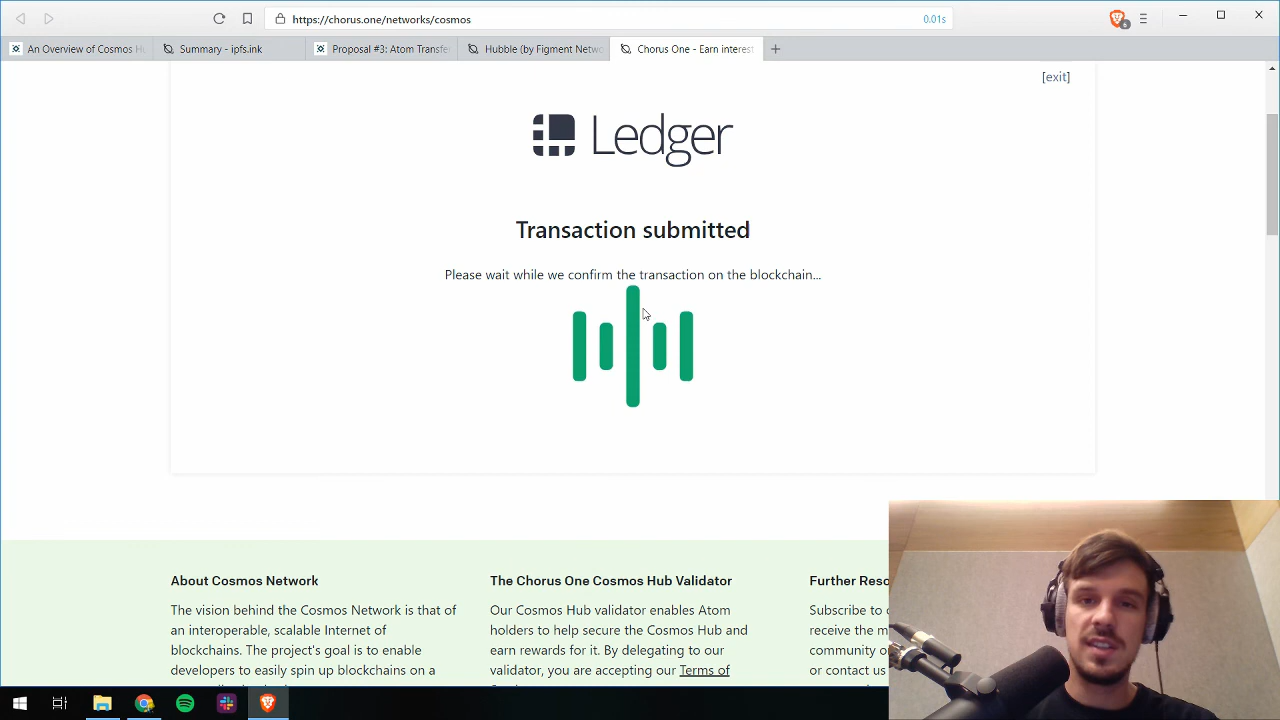 https://chorus.one/networks/cosmos
0.01s
6
An Overview of Cosmos Hu
Summary - ipfs.ink
Proposal #3: Atom Transfe
Hubble (by Figment Netwo
Chorus One - Earn interest
[exit]
Ledger
Transaction submitted
Please wait while we confirm the transaction on the blockchain...
About Cosmos Network
The vision behind the Cosmos Network is that of
an interoperable, scalable Internet of
blockchains. The project's goal is to enable
developers to easily spin up blockchains on a
The Chorus One Cosmos Hub Validator
Our Cosmos Hub validator enables Atom
holders to help secure the Cosmos Hub and
earn rewards for it. By delegating to our
validator, you are accepting our Terms of
Further Reso
Subscribe to o
receive the m
community o
or contact us